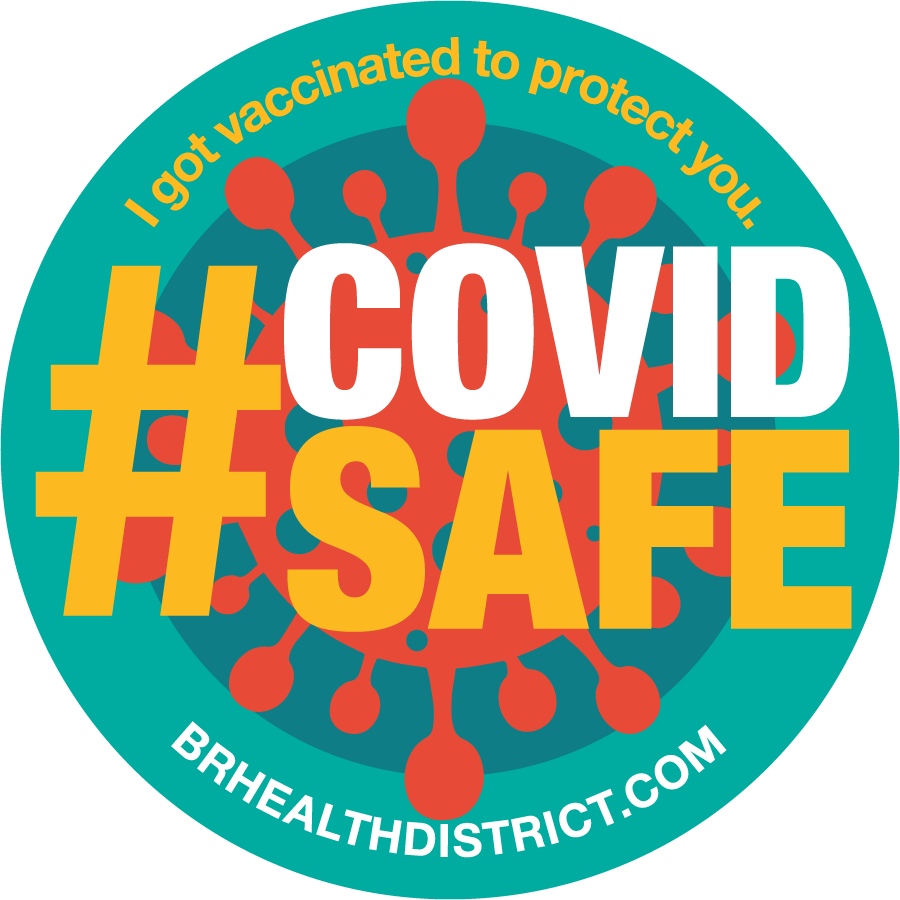 I got vaccinated to protect you.
#COVID
SAFE
BRHEALTHDISTRICT.COM